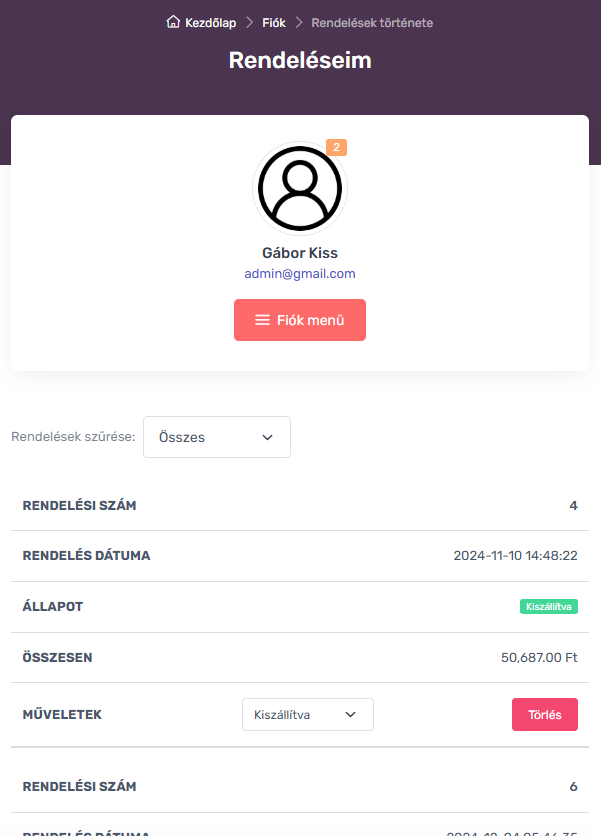 Kezdőlap > Fiók > Rendelések története
Rendeléseim
2
Gábor Kiss
admin@gmail.com
Fiók menü
Rendelések szűrése: Összes
RENDELÉSI SZÁM 4
RENDELÉS DÁTUMA 2024-11-10 14:48:22
ÁLLAPOT Kiszállítva
ÖSSZESEN 50,687.00 Ft
MŰVELETEK Kiszállítva Törlés
RENDELÉSI SZÁM 6
RENDELÉS DÁTUMA